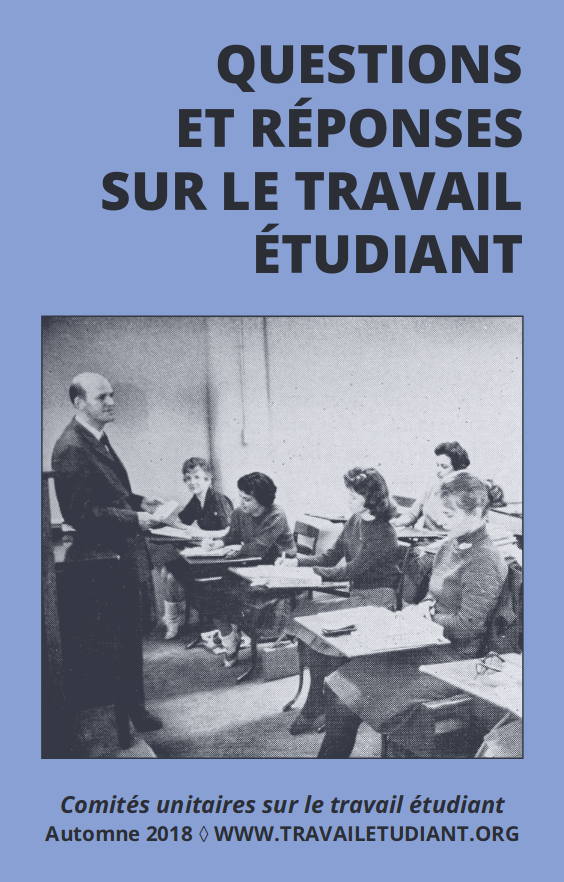 QUESTIONS
ET RÉPONSES
SUR LE TRAVAIL
ÉTUDIANT
Comités unitaires sur le travail étudiant
Automne 2018 ◊ WWW.TRAVAILETUDIANT.ORG